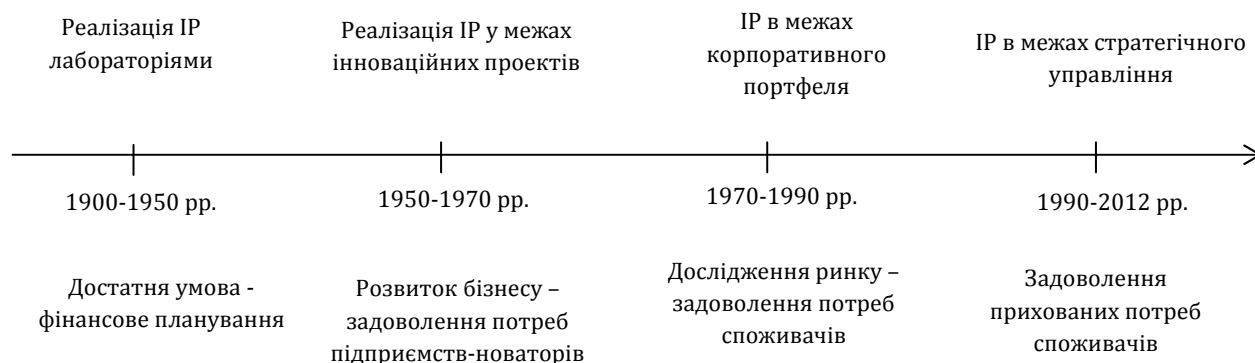 Реалізація ІР
лабораторіями
Реалізація ІР у межах
інноваційних проектів
ІР в межах
корпоративного
портфеля
ІР в межах стратегічного
управління
1900-1950 рр.
1950-1970 рр.
1970-1990 рр.
1990-2012 рр.
Достатня умова -
фінансове планування
Розвиток бізнесу –
задоволення потреб
підприємств-новаторів
Дослідження ринку –
задоволення потреб
споживачів
Задоволення
прихованих потреб
споживачів